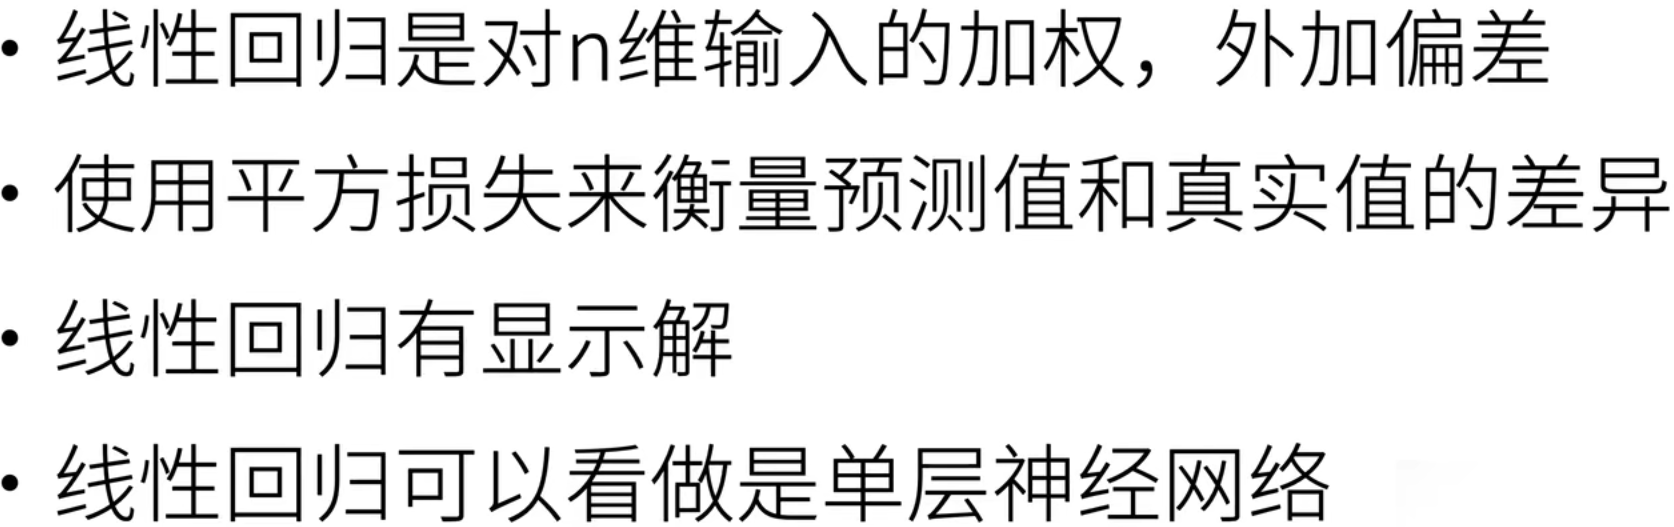 • 线性回归是对n维输入的加权，外加偏差
• 使用平方损失来衡量预测值和真实值的差异
• 线性回归有显示解
• 线性回归可以看做是单层神经网络